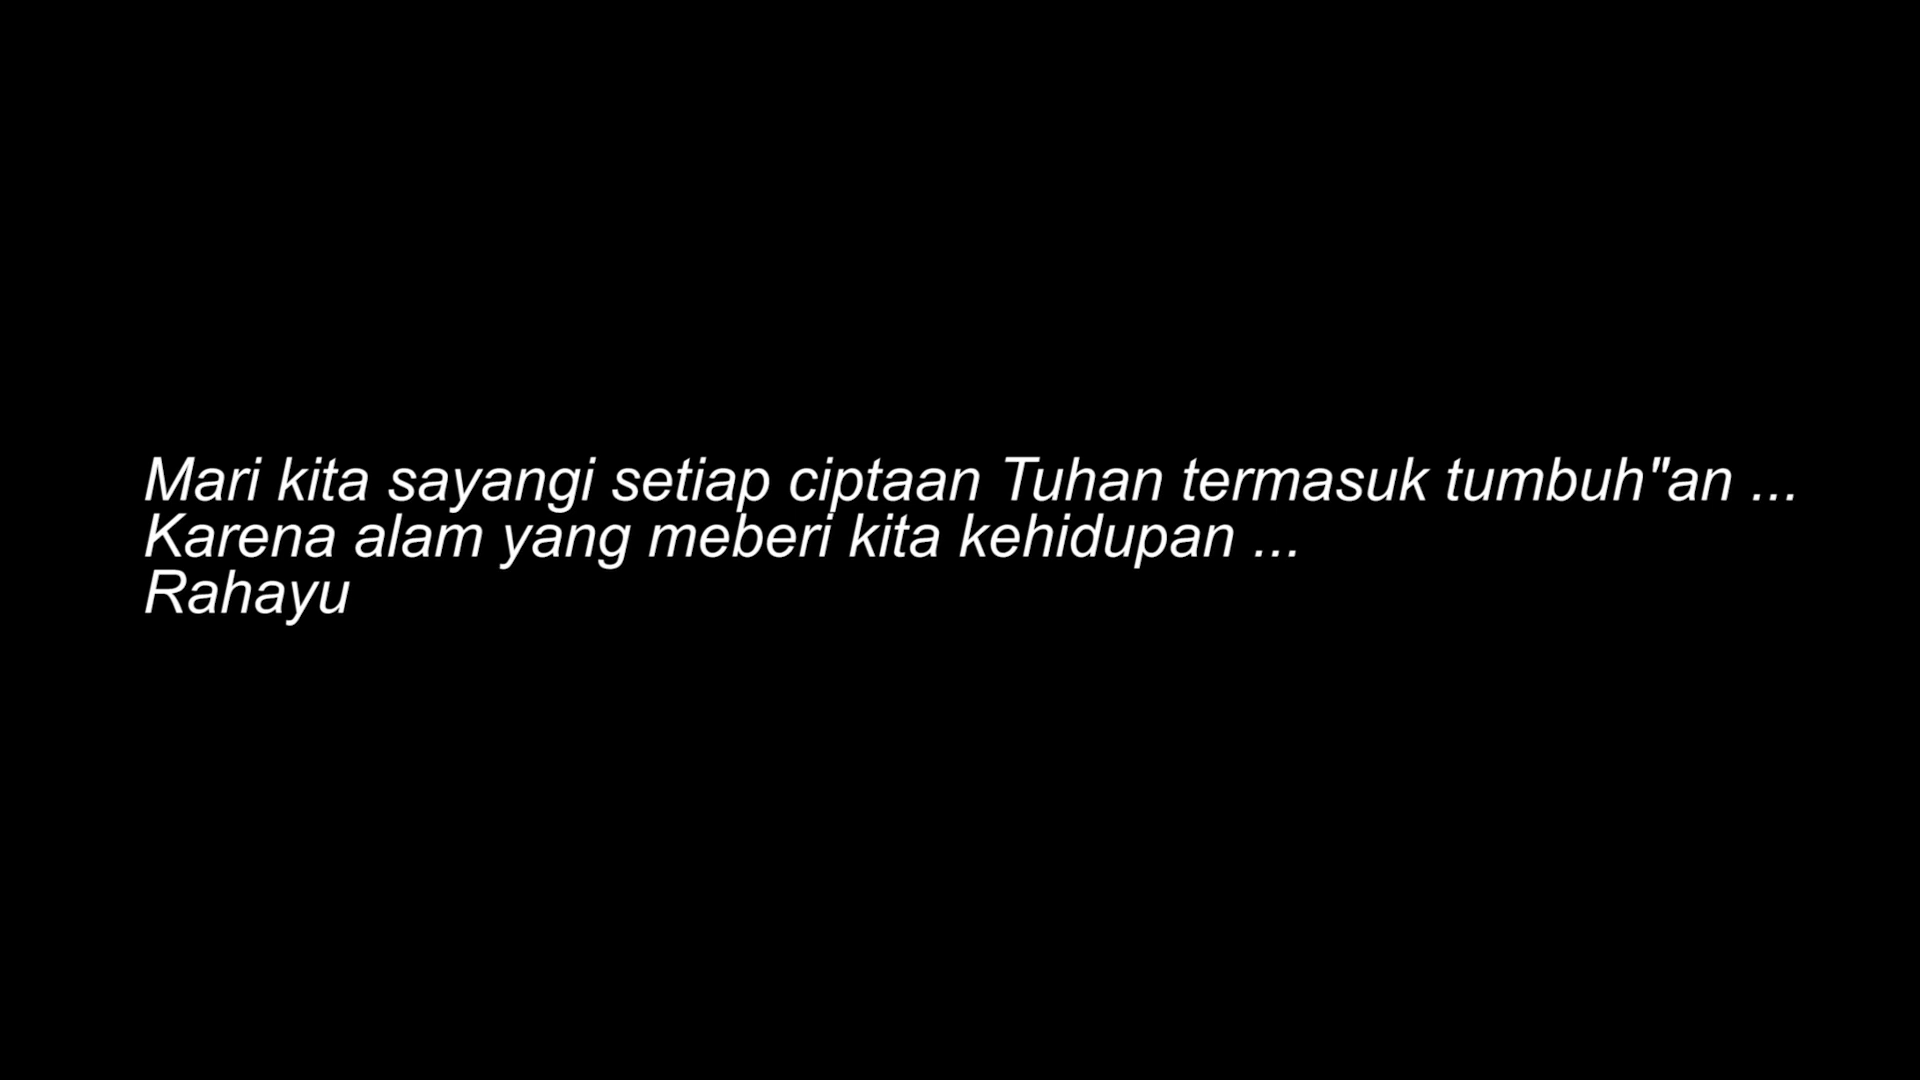 Mari kita sayangi setiap ciptaan Tuhan termasuk tumbuh"an ...
Karena alam yang meberi kita kehidupan ...
Rahayu